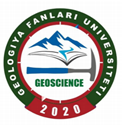 GEOLOGIYA FANLARI UNIVERSITETI
GEOSCIENCE
2020